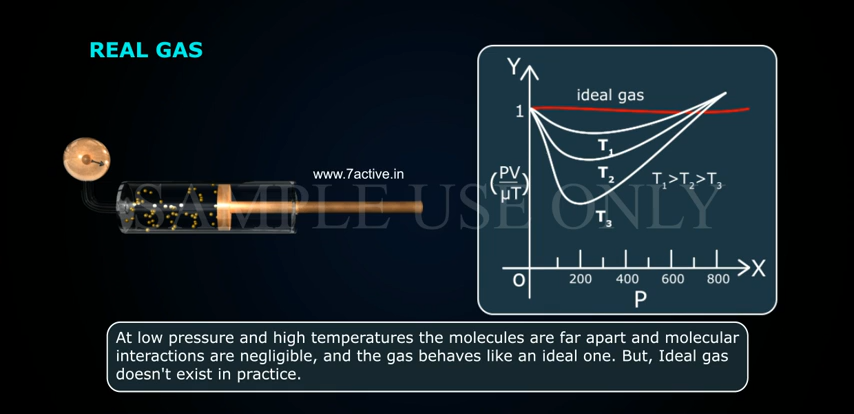 REAL GAS
www.7active.in
SAMPLE USE ONLY
Y
ideal gas
1
T₁
(PV/μT)
T₂
T₁>T₂>T₃
T₃
O
200 400 600 800
X
P
At low pressure and high temperatures the molecules are far apart and molecular
interactions are negligible, and the gas behaves like an ideal one. But, Ideal gas
doesn't exist in practice.